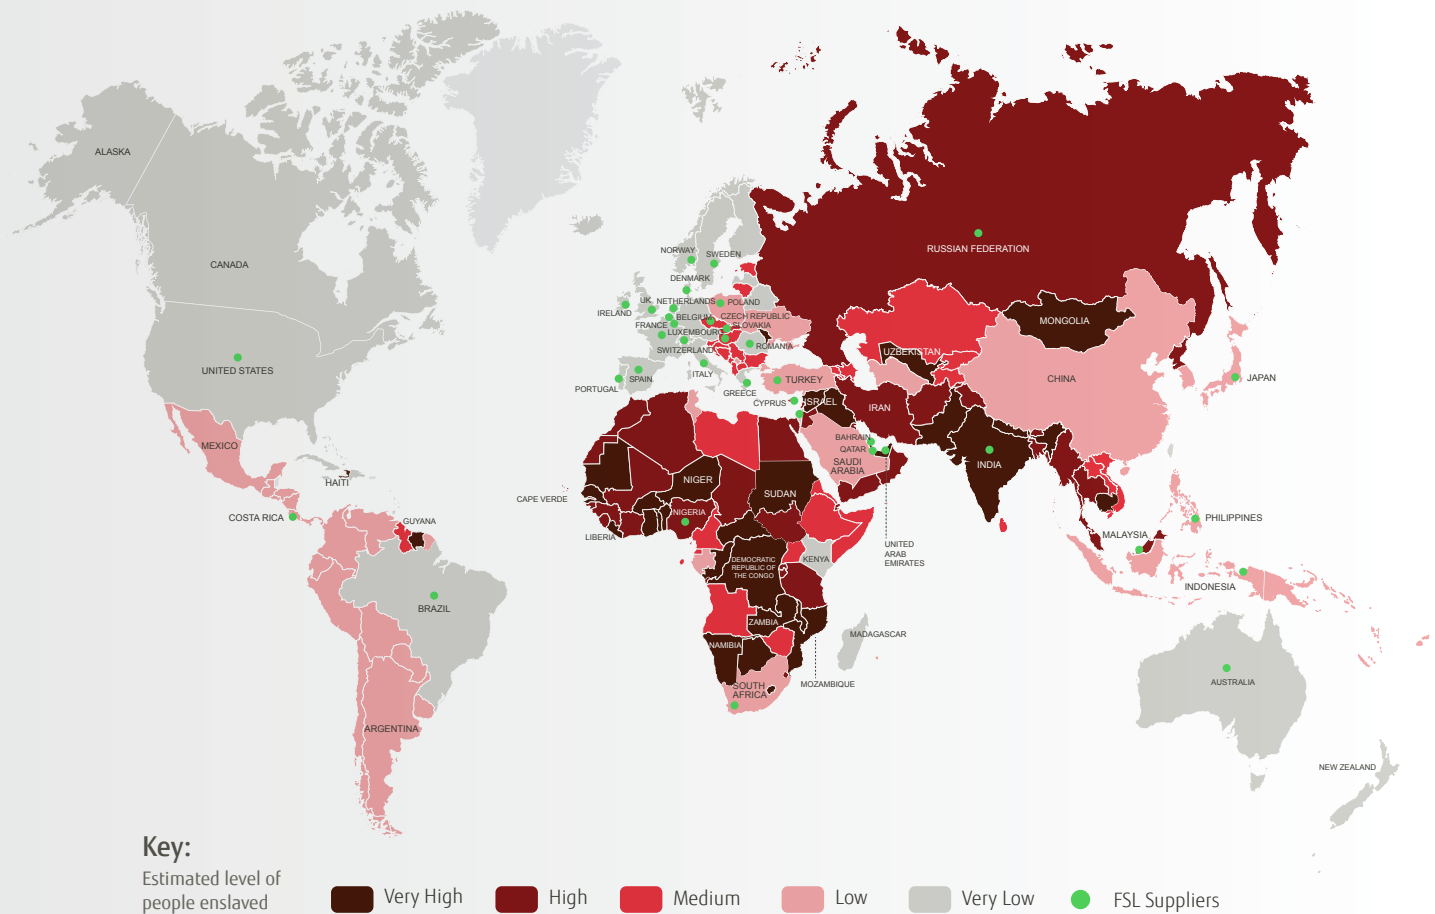 ALASKA
CANADA
UNITED STATES
MEXICO
HAITI
COSTA RICA
GUYANA
BRAZIL
ARGENTINA
NORWAY
SWEDEN
DENMARK
IRELAND
UK
NETHERLANDS
POLAND
BELGIUM
CZECH REPUBLIC
FRANCE
SLOVAKIA
LUXEMBOURG
SWITZERLAND
ROMANIA
ITALY
SPAIN
PORTUGAL
GREECE
TURKEY
CYPRUS
ISRAEL
RUSSIAN FEDERATION
MONGOLIA
UZBEKISTAN
CHINA
JAPAN
IRAN
BAHRAIN
QATAR
SAUDI
ARABIA
INDIA
CAPE VERDE
NIGER
SUDAN
NIGERIA
LIBERIA
UNITED
ARAB
EMIRATES
KENYA
DEMOCRATIC
REPUBLIC OF
THE CONGO
ZAMBIA
NAMIBIA
MADAGASCAR
MOZAMBIQUE
SOUTH
AFRICA
PHILIPPINES
MALAYSIA
INDONESIA
AUSTRALIA
NEW ZEALAND
Key:
Estimated level of
people enslaved
Very High
High
Medium
Low
Very Low
FSL Suppliers